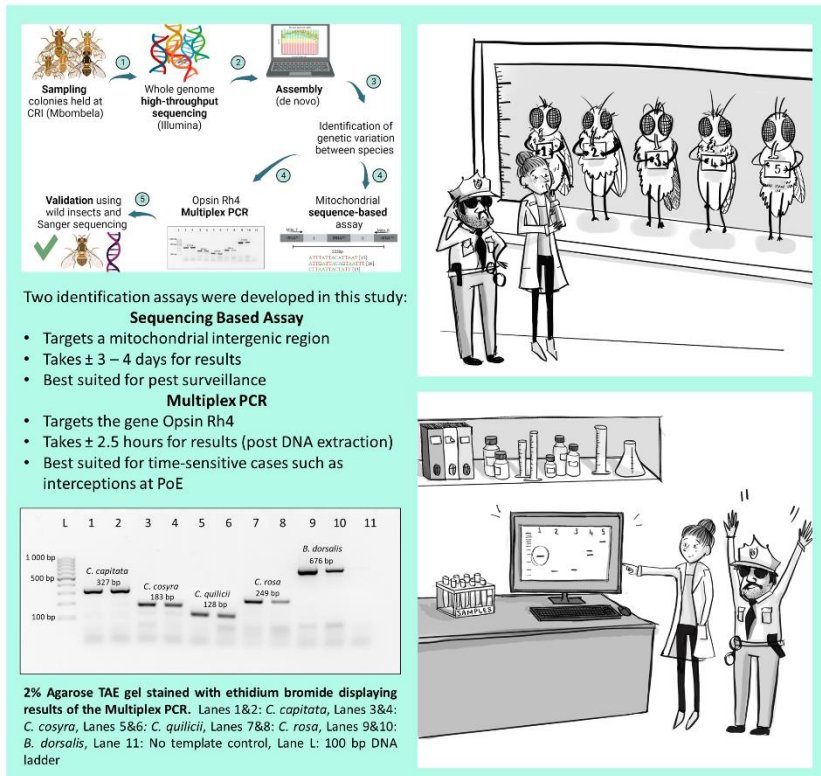 Sampling
colonies held at
CRI (Mbombela)
1
Whole genome
high-throughput
sequencing
(Illumina)
2
Assembly
(de novo)
3
Identification of
genetic variation
between species
4
4
Opsin Rh4
Multiplex PCR
Mitochondrial
sequence-based
assay
5
Validation using
wild insects and
Sanger sequencing
Two identification assays were developed in this study:
Sequencing Based Assay
• Targets a mitochondrial intergenic region
• Takes ± 3 – 4 days for results
• Best suited for pest surveillance
Multiplex PCR
• Targets the gene Opsin Rh4
• Takes ± 2.5 hours for results (post DNA extraction)
• Best suited for time-sensitive cases such as
interceptions at PoE
L 1 2 3 4 5 6 7 8 9 10 11
1 000 bp
500 bp
100 bp
C. capitata
327 bp
C. cosyra
183 bp
C. quilicii
128 bp
C. rosa
249 bp
B. dorsalis
676 bp
2% Agarose TAE gel stained with ethidium bromide displaying
results of the Multiplex PCR. Lanes 1&2: C. capitata, Lanes 3&4:
C. cosyra, Lanes 5&6: C. quilicii, Lanes 7&8: C. rosa, Lanes 9&10:
B. dorsalis, Lane 11: No template control, Lane L: 100 bp DNA
ladder
1 2 3 4 5
1 2 3 4 5
SAMPLES